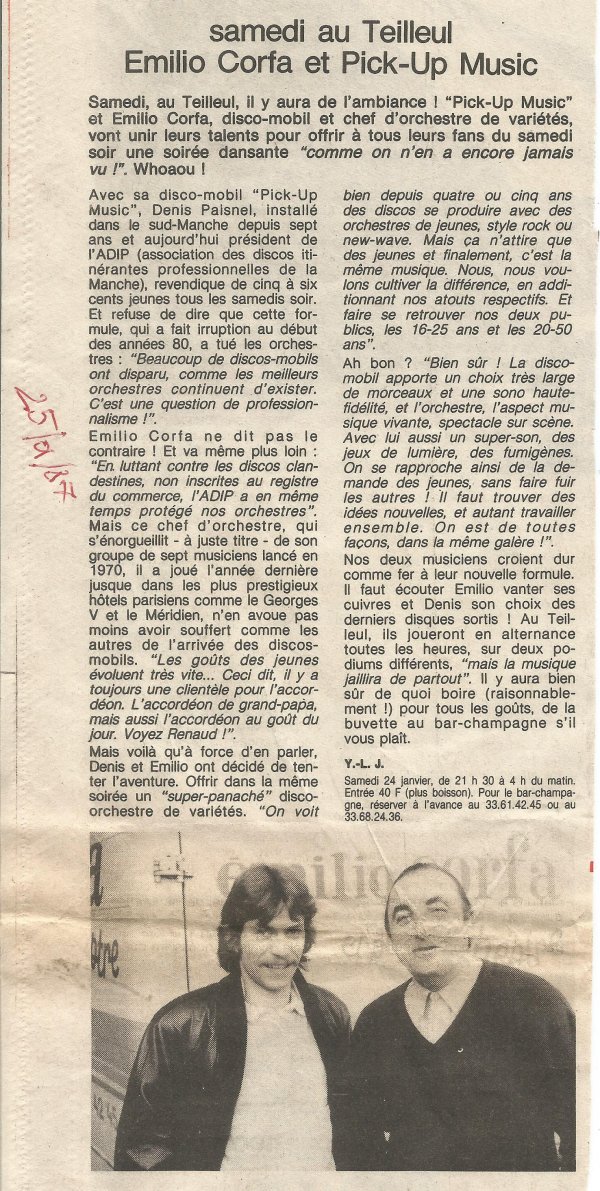 samedi au Teilleul
Emilio Corfa et Pick-Up Music
Samedi, au Teilleul, il y aura de l'ambiance ! "Pick-Up Music"
et Emilio Corfa, disco-mobil et chef d'orchestre de variétés,
vont unir leurs talents pour offrir à tous leurs fans du samedi
soir une soirée dansante "comme on n'en a encore jamais
vu !". Whoaou !
Avec sa disco-mobil "Pick-Up
Music", Denis Paisnel, installé
dans le sud-Manche depuis sept
ans et aujourd'hui président de
l'ADIP (association des discos iti-
nérantes professionnelles de la
Manche), revendique de cinq à six
cents jeunes tous les samedis soir.
Et refuse de dire que cette for-
mule, qui a fait irruption au début
des années 80, a tué les orches-
tres : "Beaucoup de discos-mobils
ont disparu, comme les meilleurs
orchestres continuent d'exister.
C'est une question de profession-
nalisme !".
Emilio Corfa ne dit pas le
contraire ! Et va même plus loin :
"En luttant contre les discos clan-
destines, non inscrites au registre
du commerce, l'ADIP a en même
temps protégé nos orchestres".
Mais ce chef d'orchestre, qui
s'énorgueillit - à juste titre - de son
groupe de sept musiciens lancé en
1970, il a joué l'année dernière
jusque dans les plus prestigieux
hôtels parisiens comme le Georges
V et le Méridien, n'en avoue pas
moins avoir souffert comme les
autres de l'arrivée des discos-
mobils. "Les goûts des jeunes
évoluent très vite... Ceci dit, il y a
toujours une clientèle pour l'accor-
déon. L'accordéon de grand-papa,
mais aussi l'accordéon au goût du
jour. Voyez Renaud !".
Mais voilà qu'à force d'en parler,
Denis et Emilio ont décidé de ten-
ter l'aventure. Offrir dans la même
soirée un "super-panaché" disco-
orchestre de variétés. "On voit
bien depuis quatre ou cinq ans
des discos se produire avec des
orchestres de jeunes, style rock ou
new-wave. Mais ça n'attire que
des jeunes et finalement, c'est la
même musique. Nous, nous vou-
lons cultiver la différence, en addi-
tionnant nos atouts respectifs. Et
faire se retrouver nos deux pu-
blics, les 16-25 ans et les 20-50
ans".
Ah bon ? "Bien sûr ! La disco-
mobil apporte un choix très large
de morceaux et une sono haute-
fidélité, et l'orchestre, l'aspect mu-
sique vivante, spectacle sur scène.
Avec lui aussi un super-son, des
jeux de lumière, des fumigènes.
On se rapproche ainsi de la de-
mande des jeunes, sans faire fuir
les autres ! Il faut trouver des
idées nouvelles, et autant travailler
ensemble. On est de toutes
façons, dans la même galère !".
Nos deux musiciens croient dur
comme fer à leur nouvelle formule.
Il faut écouter Emilio vanter ses
cuivres et Denis son choix des
derniers disques sortis ! Au Teil-
leul, ils joueront en alternance
toutes les heures, sur deux po-
diums différents, "mais la musique
jaillira de partout". Il y aura bien
sûr de quoi boire (raisonnable-
ment !) pour tous les goûts, de la
buvette au bar-champagne s'il
vous plaît.
Y.-L. J.
Samedi 24 janvier, de 21 h 30 à 4 h du matin.
Entrée 40 F (plus boisson). Pour le bar-champa-
gne, réserver à l'avance au 33.61.42.45 ou au
33.68.24.36.
25/01/87
emilio corfa